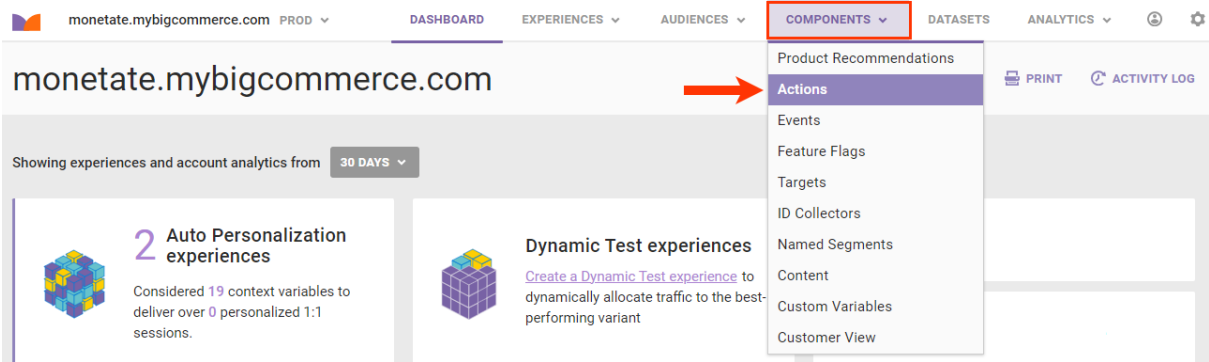 monetate.mybigcommerce.com PROD
DASHBOARD
EXPERIENCES
AUDIENCES
COMPONENTS
DATASETS
ANALYTICS
monetate.mybigcommerce.com
PRINT
ACTIVITY LOG
Product Recommendations
Actions
Events
Feature Flags
Targets
ID Collectors
Named Segments
Content
Custom Variables
Customer View
Showing experiences and account analytics from
30 DAYS
2
Auto Personalization
experiences
Considered 19 context variables to
deliver over 0 personalized 1:1
sessions.
Dynamic Test experiences
Create a Dynamic Test experience to
dynamically allocate traffic to the best-
performing variant